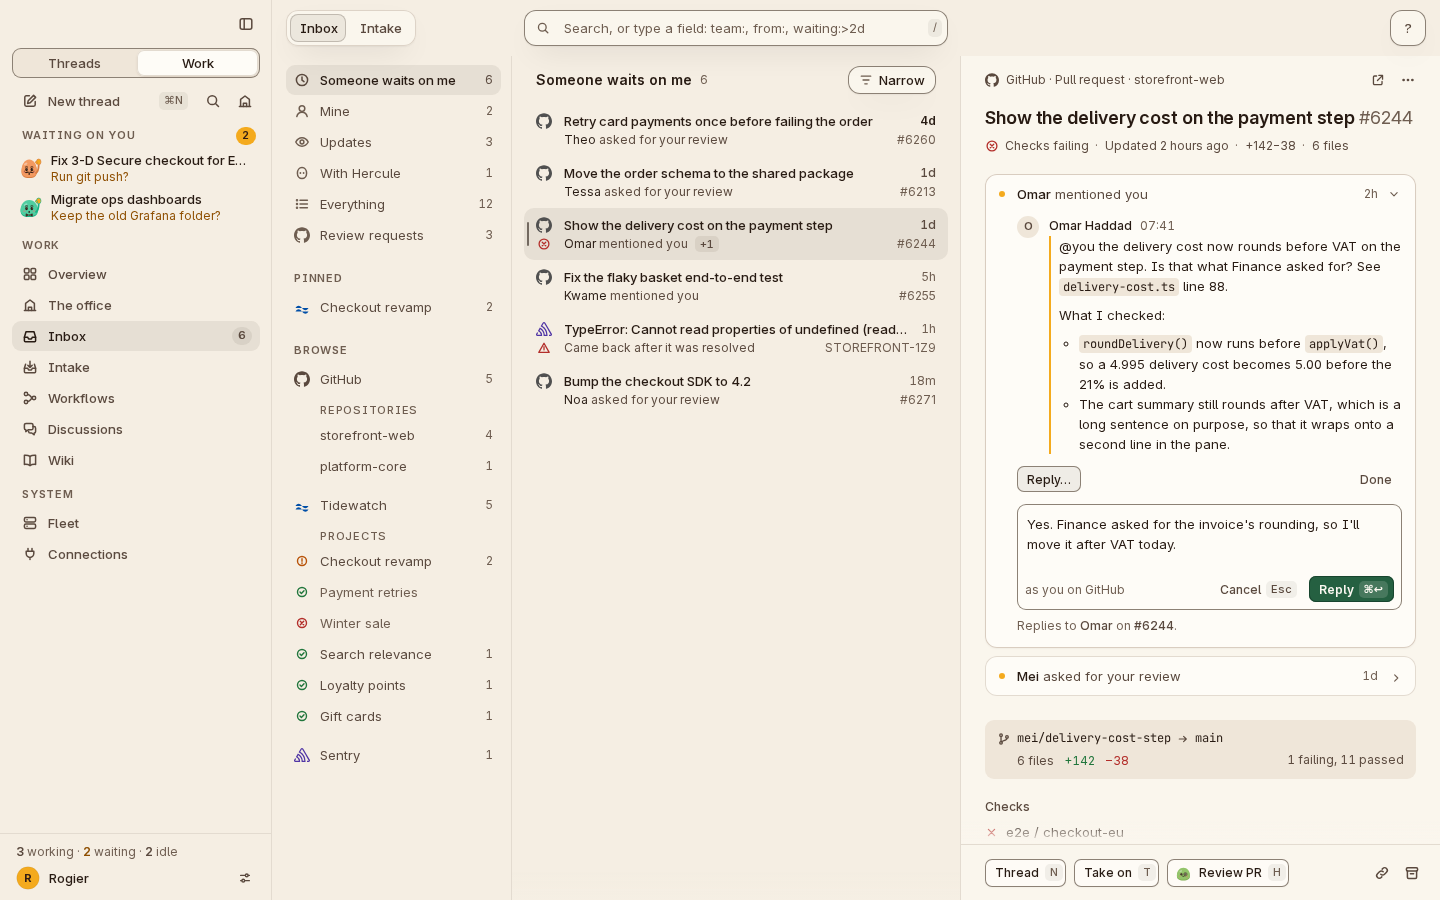 Threads
Work
New thread
⌘N
WAITING ON YOU
2
Fix 3-D Secure checkout for E…
Run git push?
Migrate ops dashboards
Keep the old Grafana folder?
WORK
Overview
The office
Inbox
6
Intake
Workflows
Discussions
Wiki
SYSTEM
Fleet
Connections
3 working · 2 waiting · 2 idle
R
Rogier
Inbox
Intake
Someone waits on me 6
Mine 2
Updates 3
With Hercule 1
Everything 12
Review requests 3
PINNED
Checkout revamp 2
BROWSE
GitHub 5
REPOSITORIES
storefront-web 4
platform-core 1
Tidewatch 5
PROJECTS
Checkout revamp 2
Payment retries
Winter sale
Search relevance 1
Loyalty points 1
Gift cards 1
Sentry 1
Search, or type a field: team:, from:, waiting:>2d
/
?
Someone waits on me 6
Narrow
Retry card payments once before failing the order 4d
Theo asked for your review #6260
Move the order schema to the shared package 1d
Tessa asked for your review #6213
Show the delivery cost on the payment step 1d
Omar mentioned you +1 #6244
Fix the flaky basket end-to-end test 5h
Kwame mentioned you #6255
TypeError: Cannot read properties of undefined (read… 1h
Came back after it was resolved STOREFRONT-1Z9
Bump the checkout SDK to 4.2 18m
Noa asked for your review #6271
GitHub · Pull request · storefront-web
Show the delivery cost on the payment step #6244
Checks failing · Updated 2 hours ago · +142−38 · 6 files
Omar mentioned you 2h
O
Omar Haddad 07:41
@you the delivery cost now rounds before VAT on the
payment step. Is that what Finance asked for? See
delivery-cost.ts line 88.
What I checked:
roundDelivery() now runs before applyVat(),
so a 4.995 delivery cost becomes 5.00 before the
21% is added.
The cart summary still rounds after VAT, which is a
long sentence on purpose, so that it wraps onto a
second line in the pane.
Reply…
Done
Yes. Finance asked for the invoice's rounding, so I'll
move it after VAT today.
as you on GitHub
Cancel Esc
Reply ⌘↩
Replies to Omar on #6244.
Mei asked for your review 1d
mei/delivery-cost-step → main
6 files +142 −38
1 failing, 11 passed
Checks
e2e / checkout-eu
Thread N
Take on T
Review PR H